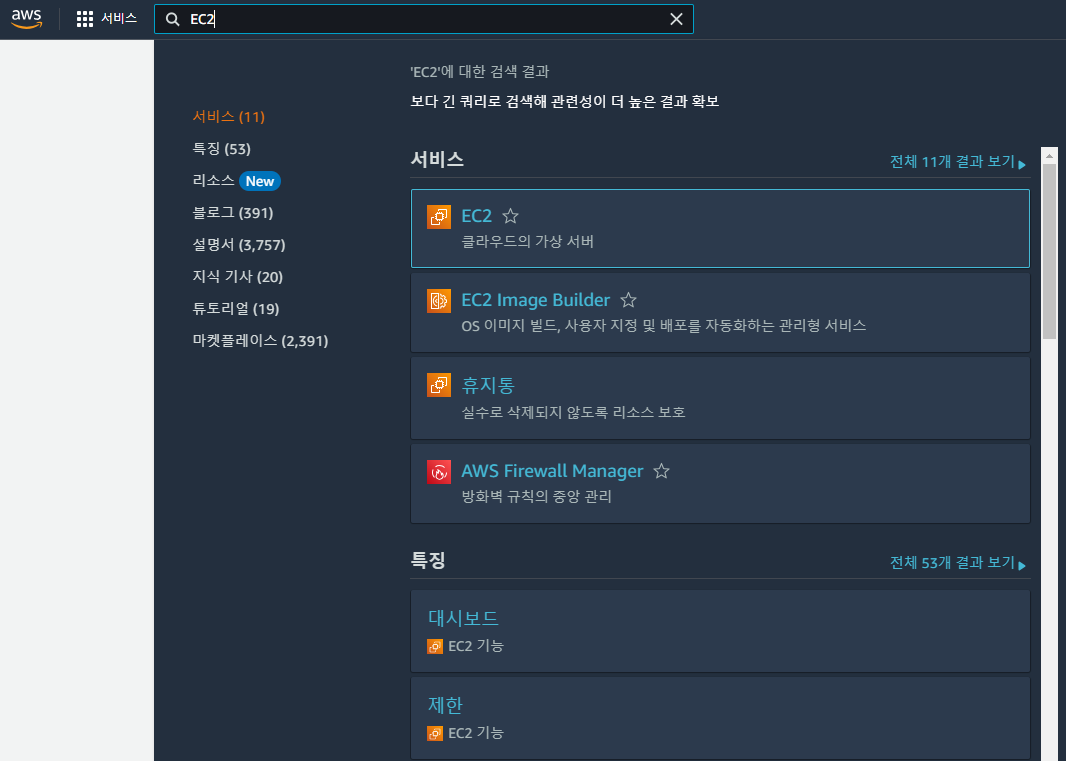 aws
서비스
EC2
'EC2'에 대한 검색 결과
보다 긴 쿼리로 검색해 관련성이 더 높은 결과 확보
서비스 (11)
특징 (53)
리소스 New
블로그 (391)
설명서 (3,757)
지식 기사 (20)
튜토리얼 (19)
마켓플레이스 (2,391)
서비스
전체 11개 결과 보기
EC2
클라우드의 가상 서버
EC2 Image Builder
OS 이미지 빌드, 사용자 지정 및 배포를 자동화하는 관리형 서비스
휴지통
실수로 삭제되지 않도록 리소스 보호
AWS Firewall Manager
방화벽 규칙의 중앙 관리
특징
전체 53개 결과 보기
대시보드
EC2 기능
제한
EC2 기능